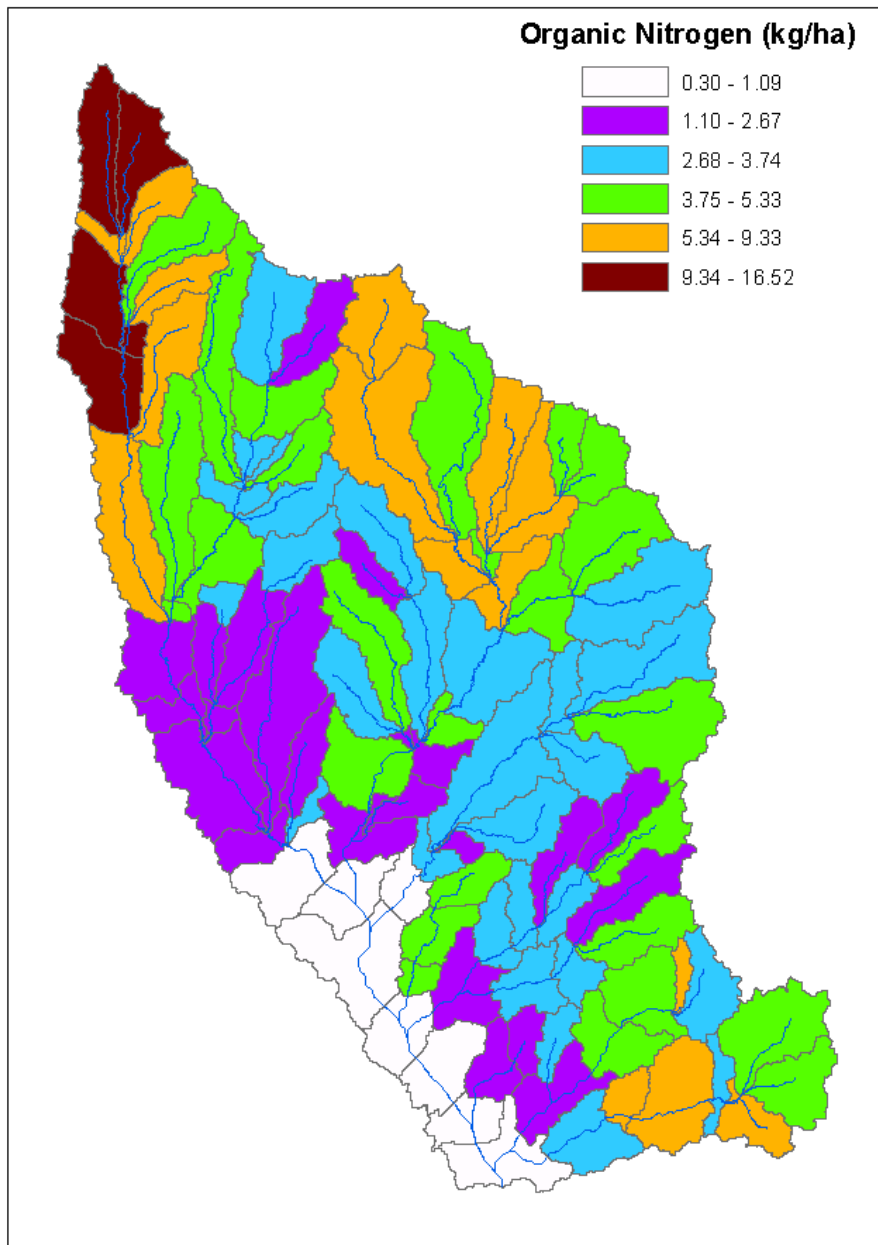 Organic Nitrogen (kg/ha)
0.30 - 1.09
1.10 - 2.67
2.68 - 3.74
3.75 - 5.33
5.34 - 9.33
9.34 - 16.52